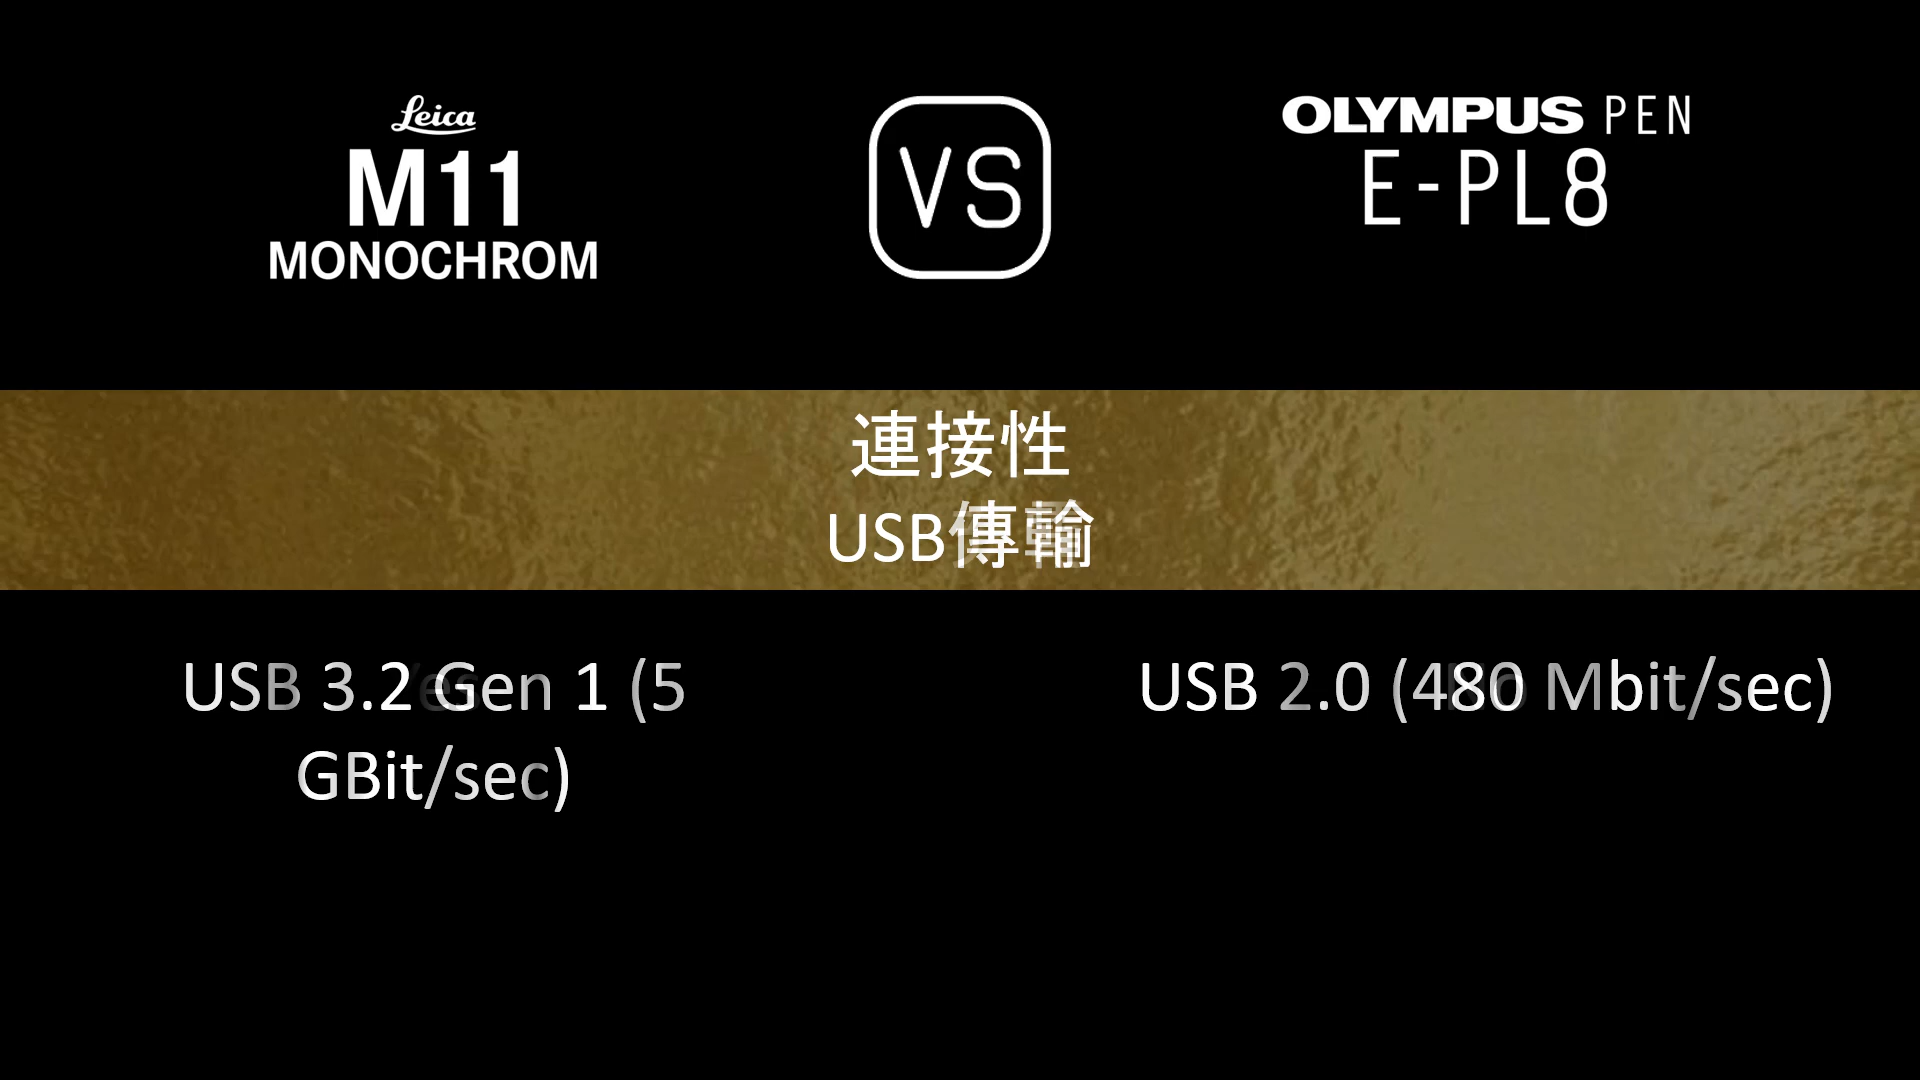 Leica
M11
MONOCHROM
VS
OLYMPUS PEN
E-PL8
連接性
USB傳輸
USB 3.2 Gen 1 (5
GBit/sec)
USB 2.0 (480 Mbit/sec)